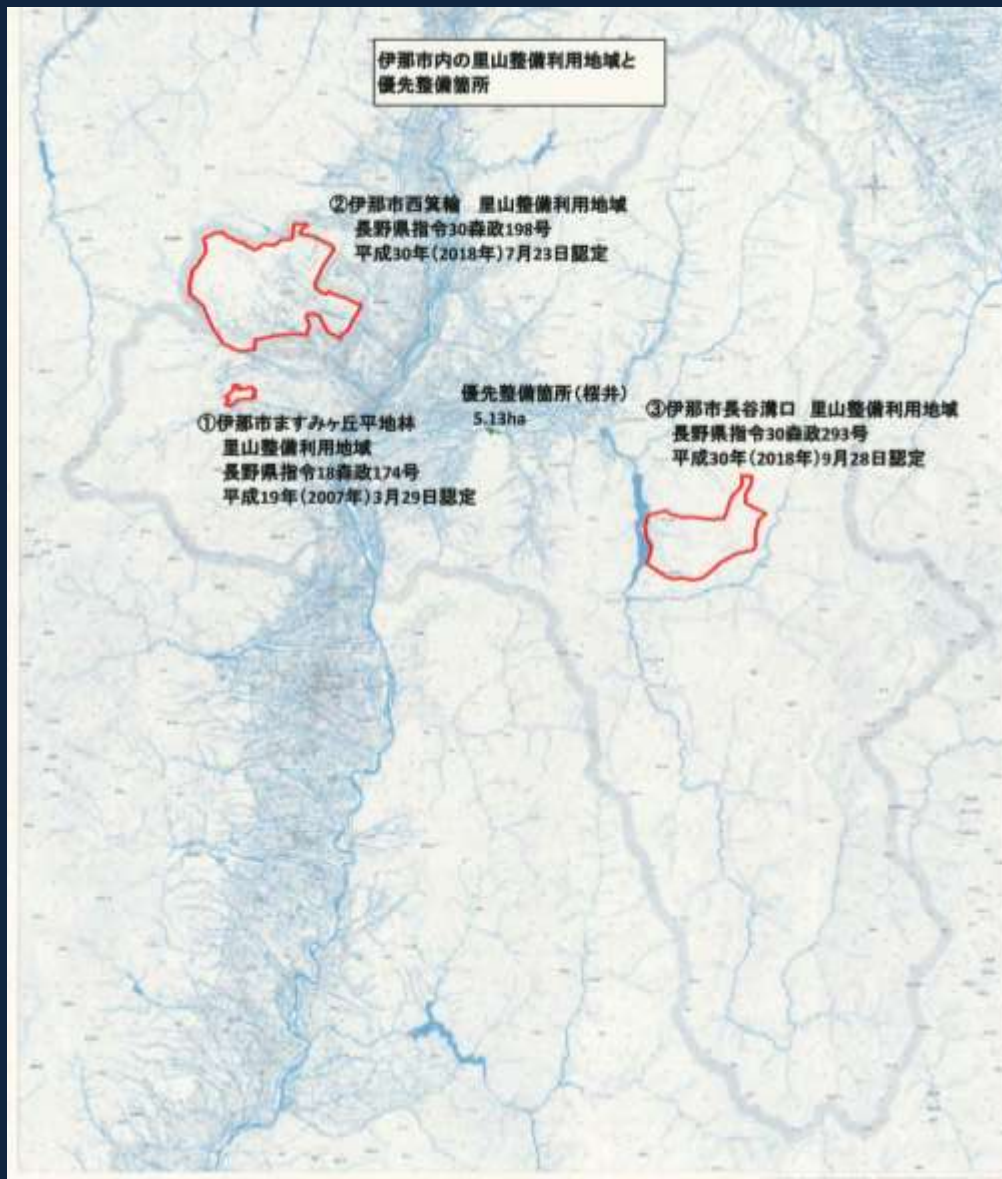 伊那市内の里山整備利用地域と
優先整備箇所
②伊那市西箕輪 里山整備利用地域
長野県指令30森政198号
平成30年(2018年)7月23日認定
優先整備箇所(桜井)
5.13ha
①伊那市ますみヶ丘平地林
里山整備利用地域
長野県指令18森政174号
平成19年(2007年)3月29日認定
③伊那市長谷溝口 里山整備利用地域
長野県指令30森政293号
平成30年(2018年)9月28日認定